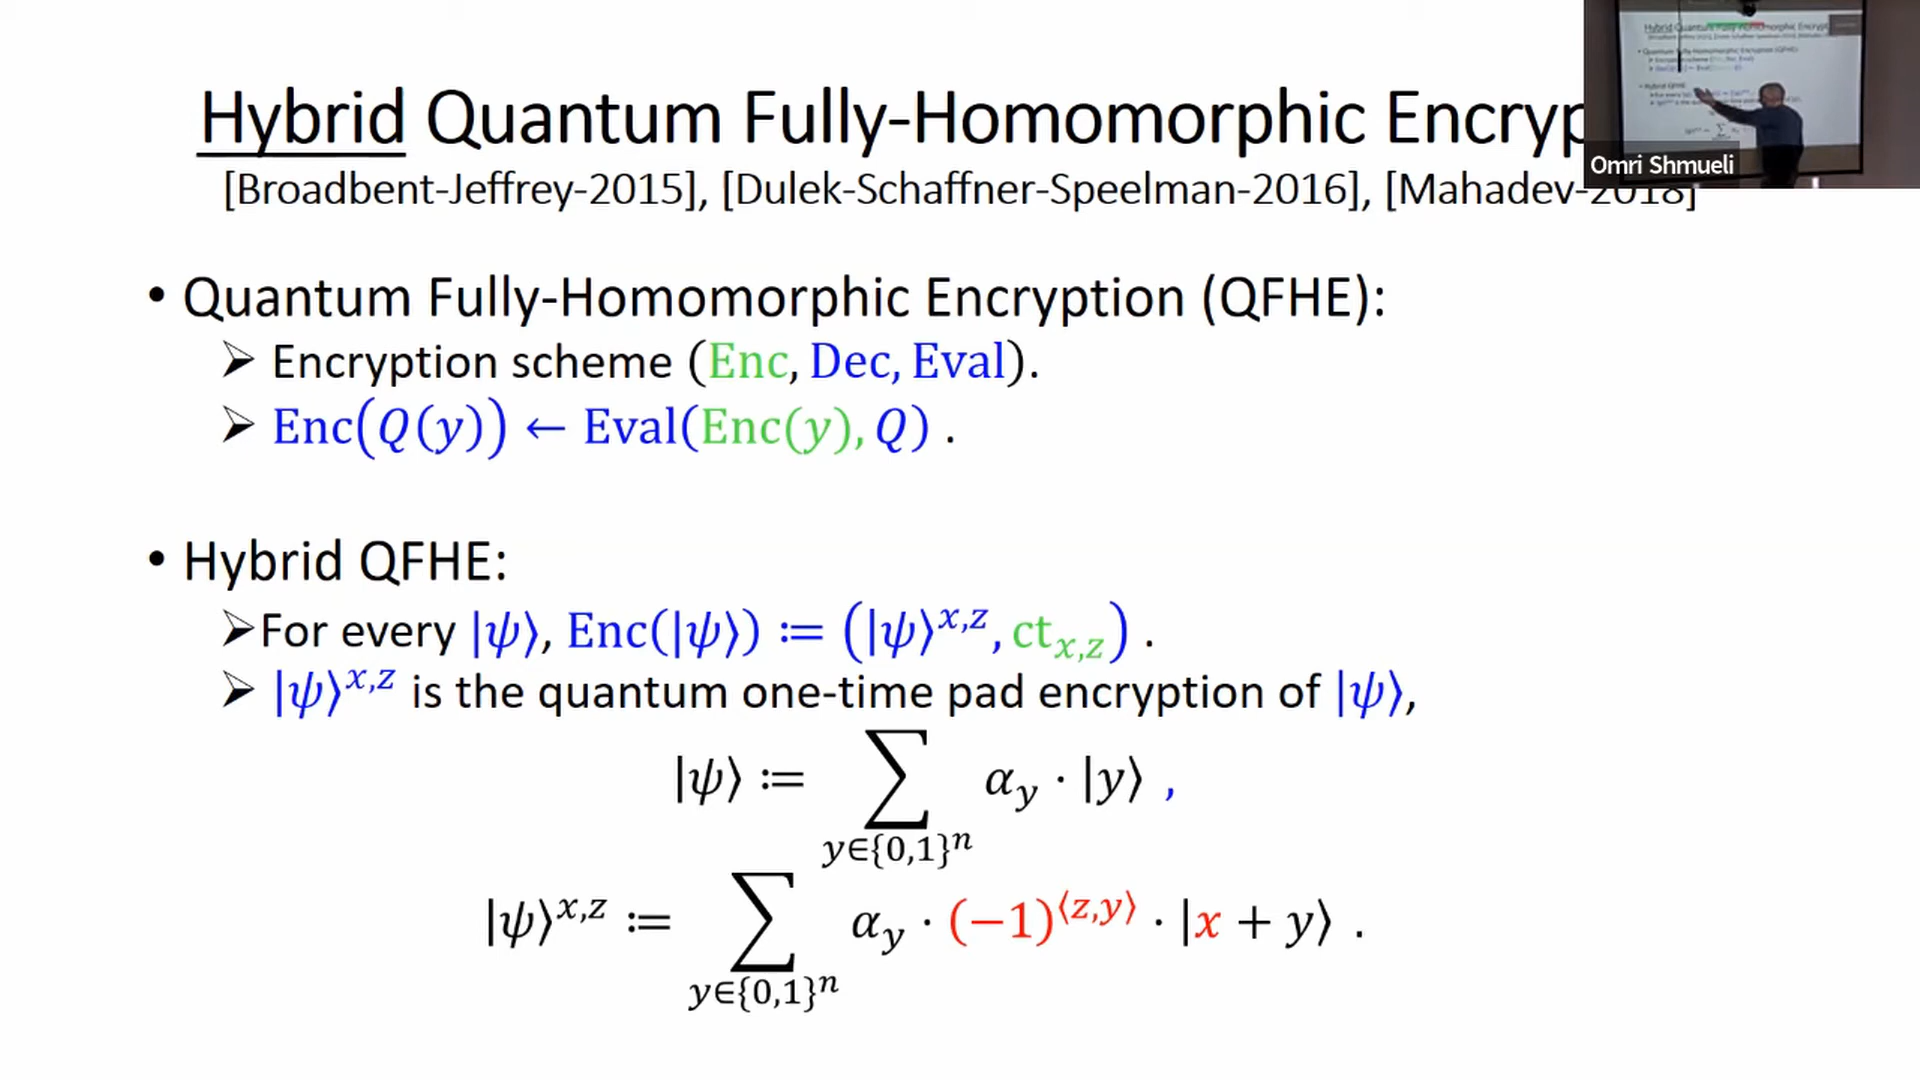 Hybrid Quantum Fully-Homomorphic Encryp
[Broadbent-Jeffrey-2015], [Dulek-Schaffner-Speelman-2016], [Mahadev-2018]
Omri Shmueli
• Quantum Fully-Homomorphic Encryption (QFHE):
➢ Encryption scheme (Enc, Dec, Eval).
➢ Enc(Q(y)) ← Eval(Enc(y), Q) .
• Hybrid QFHE:
➢For every |ψ⟩, Enc(|ψ⟩) ≔ (|ψ⟩^{x,z}, ct_{x,z}) .
➢ |ψ⟩^{x,z} is the quantum one-time pad encryption of |ψ⟩,
|ψ⟩ ≔ ∑_{y∈{0,1}^n} α_y · |y⟩ ,
|ψ⟩^{x,z} ≔ ∑_{y∈{0,1}^n} α_y · (−1)^{⟨z,y⟩} · |x + y⟩ .